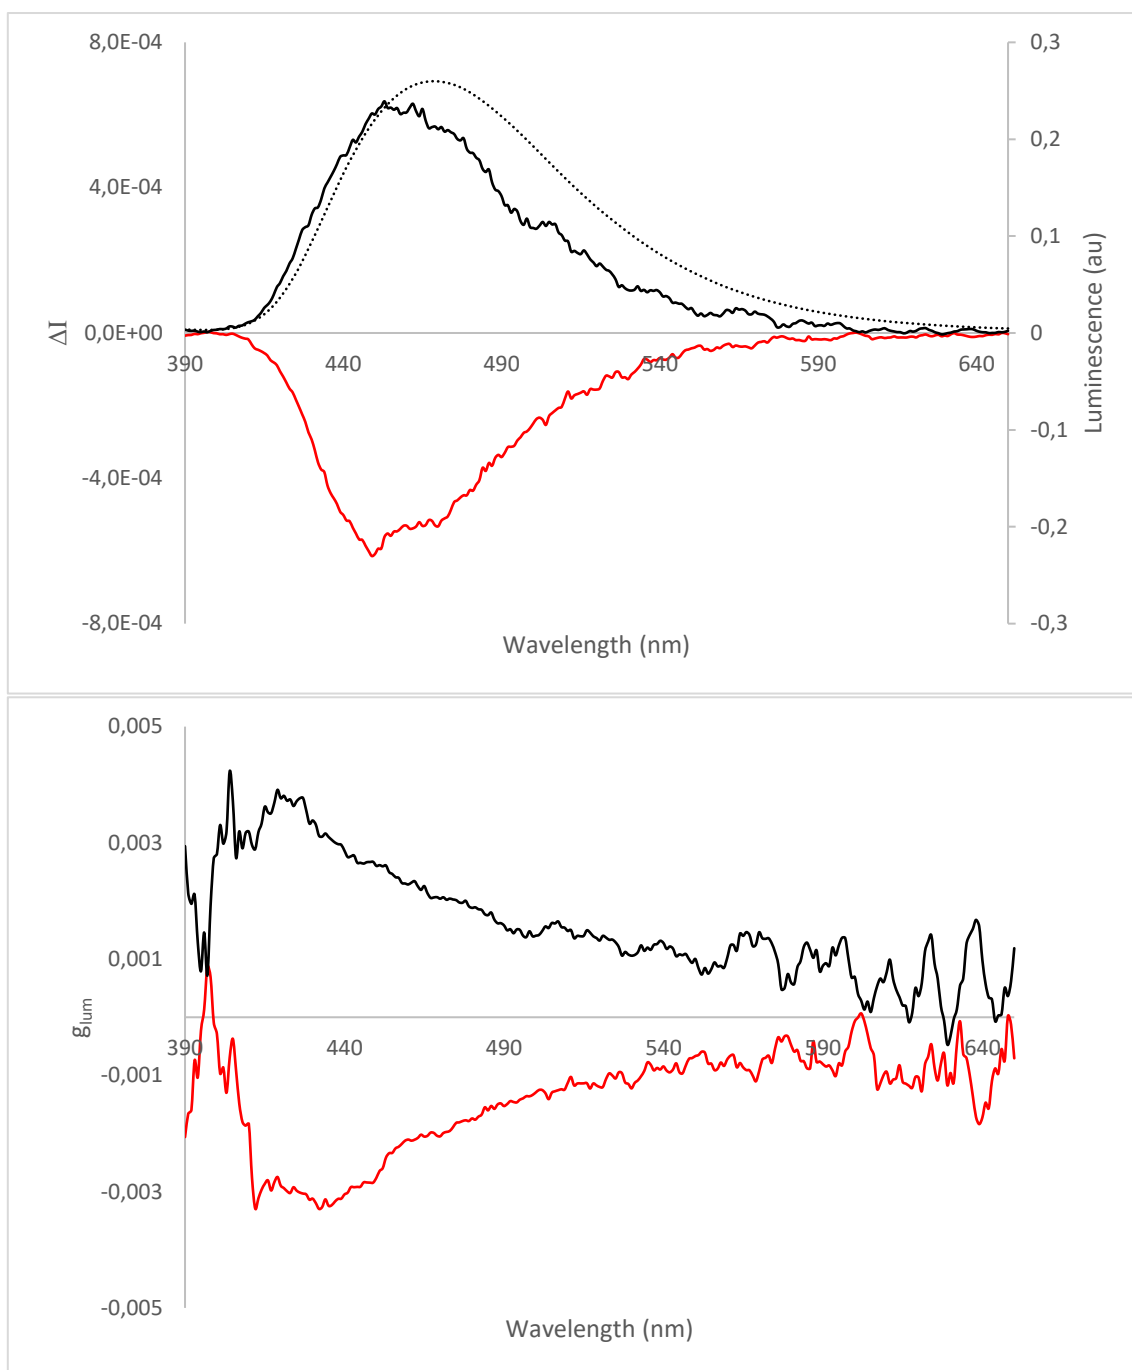 8,0E-04
4,0E-04
0,0E+00
-4,0E-04
-8,0E-04
ΔI
390 440 490 540 590 640
0,3
0,2
0,1
0
-0,1
-0,2
-0,3
Luminescence (au)
Wavelength (nm)
0,005
0,003
0,001
-0,001
-0,003
-0,005
glum
390 440 490 540 590 640
Wavelength (nm)